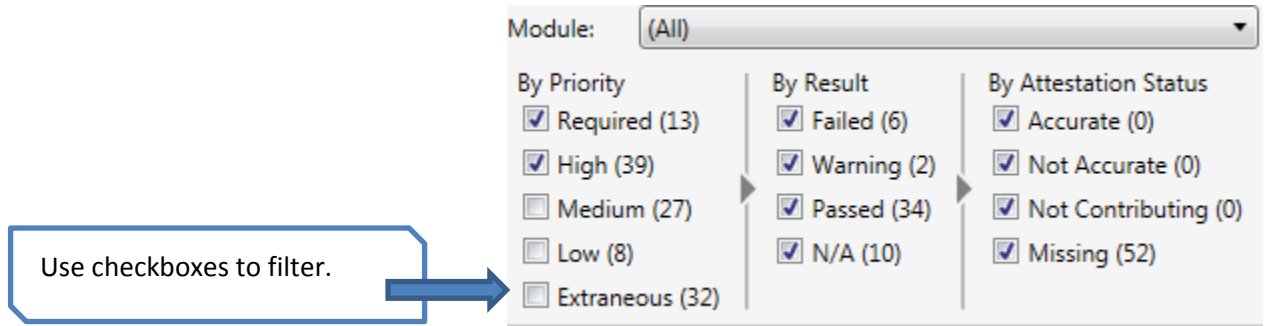 Module: (All)
By Priority
Required (13)
High (39)
Medium (27)
Low (8)
Extraneous (32)
By Result
Failed (6)
Warning (2)
Passed (34)
N/A (10)
By Attestation Status
Accurate (0)
Not Accurate (0)
Not Contributing (0)
Missing (52)
Use checkboxes to filter.